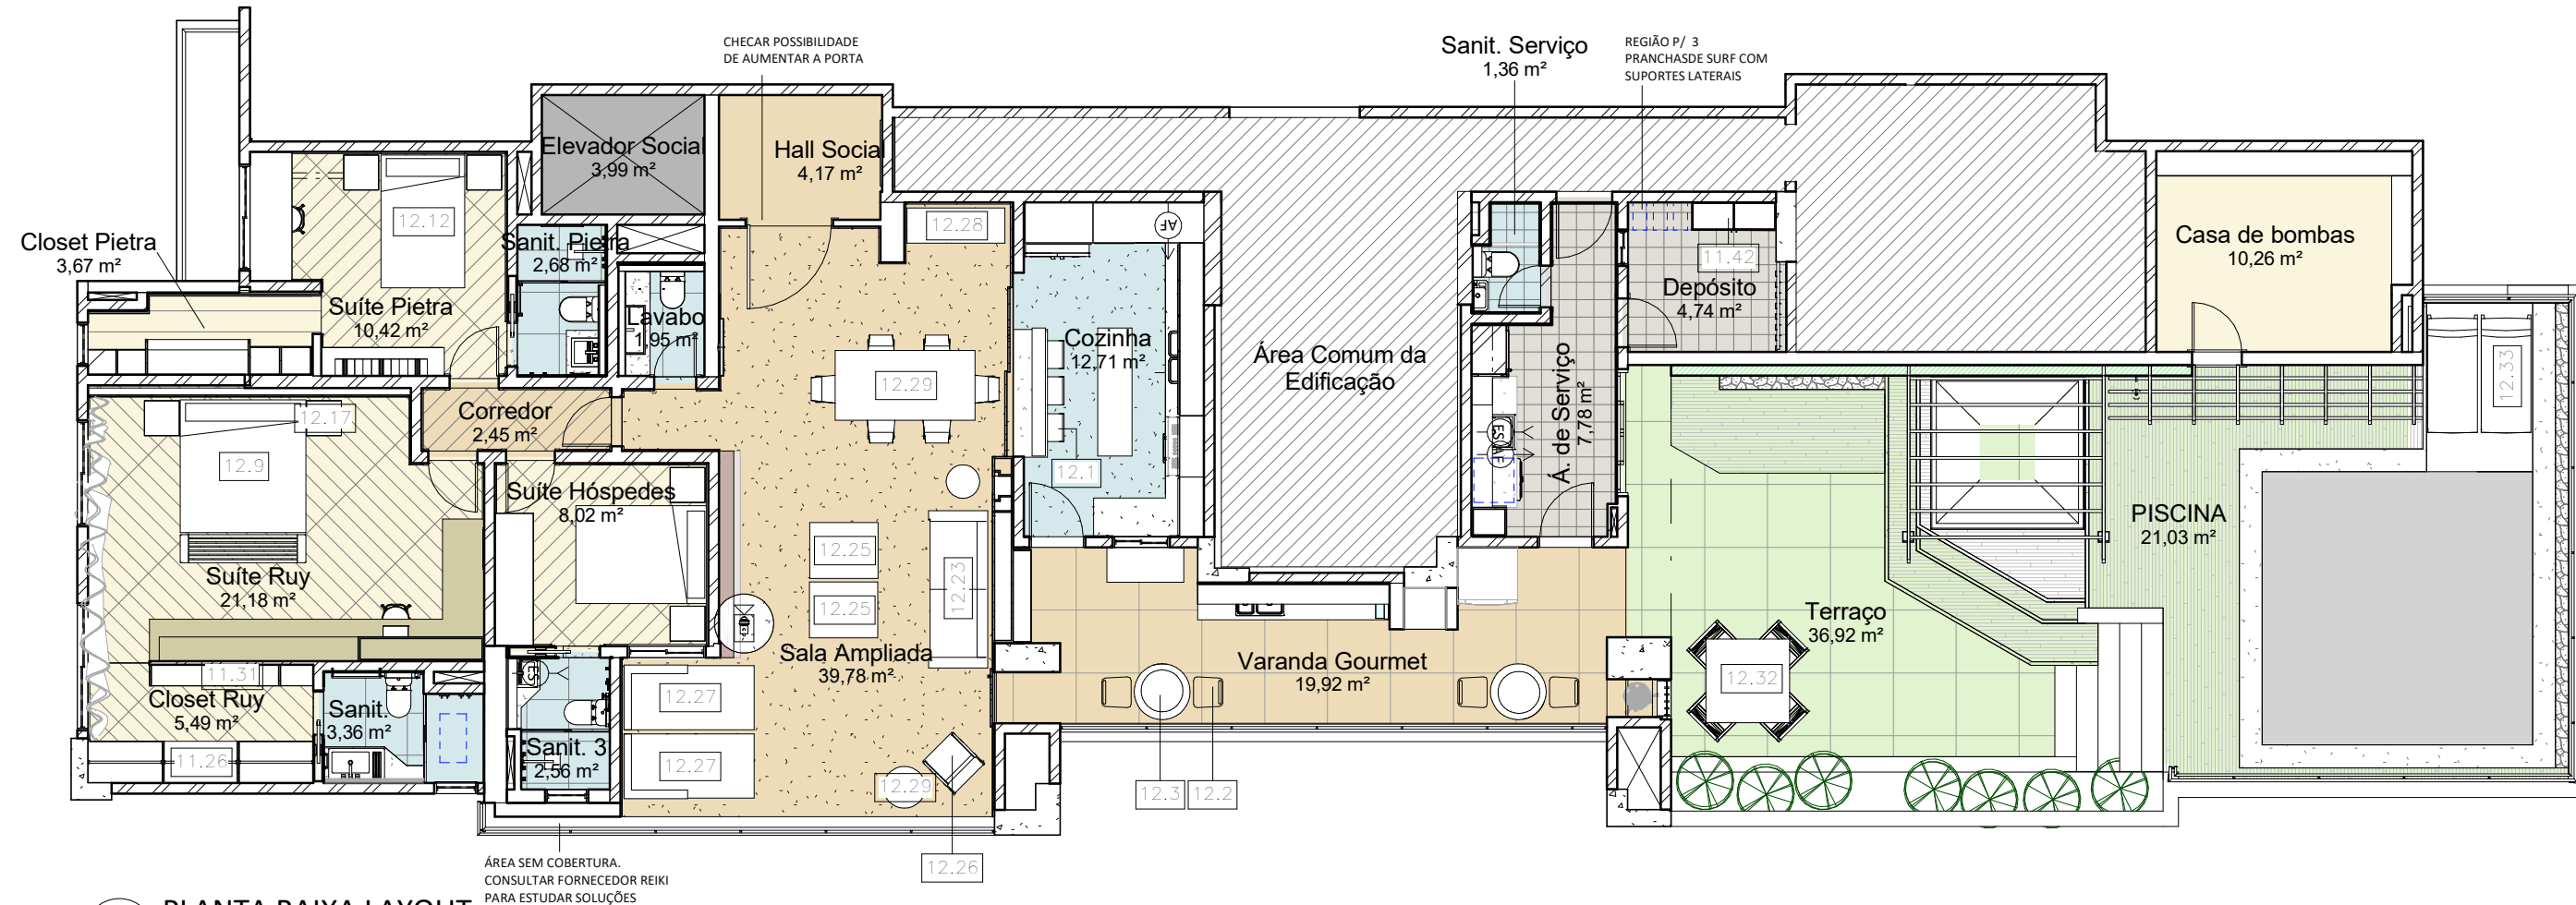 CHECAR POSSIBILIDADE
DE AUMENTAR A PORTA
Sanit. Serviço
1,36 m²
REGIÃO P/ 3
PRANCHASDE SURF COM
SUPORTES LATERAIS
Elevador Social
3,99 m²
Hall Social
4,17 m²
Closet Pietra
3,67 m²
12.12
Sanit. Pietra
2,68 m²
12.28
AF
11.42
Casa de bombas
10,26 m²
Suíte Pietra
10,42 m²
Lavabo
1,95 m²
Depósito
4,74 m²
Cozinha
12,71 m²
Área Comum da
Edificação
Á. de Serviço
7,78 m²
12.33
12.29
12.17
Corredor
2,45 m²
12.9
12.1
ES
AF
Suíte Hóspedes
8,02 m²
PISCINA
21,03 m²
12.25
12.25
12.23
Suíte Ruy
21,18 m²
Terraço
36,92 m²
Sala Ampliada
39,78 m²
Varanda Gourmet
19,92 m²
11.31
ES
Closet Ruy
5,49 m²
Sanit.
3,36 m²
12.27
12.32
11.26
Sanit. 3
2,56 m²
12.27
12.29
12.3
12.2
12.26
ÁREA SEM COBERTURA.
CONSULTAR FORNECEDOR REIKI
PARA ESTUDAR SOLUÇÕES
PLANTA BAIXA LAYOUT